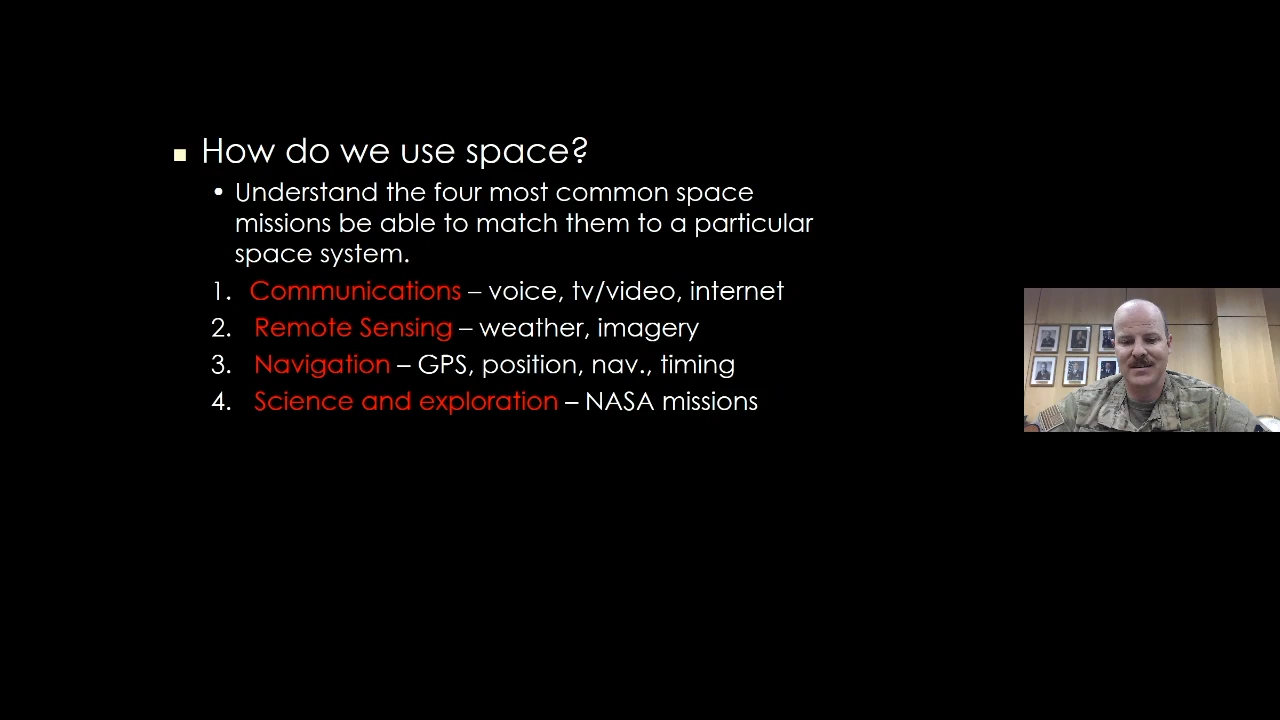 How do we use space?
• Understand the four most common space
missions be able to match them to a particular
space system.
1. Communications – voice, tv/video, internet
2. Remote Sensing – weather, imagery
3. Navigation – GPS, position, nav., timing
4. Science and exploration – NASA missions